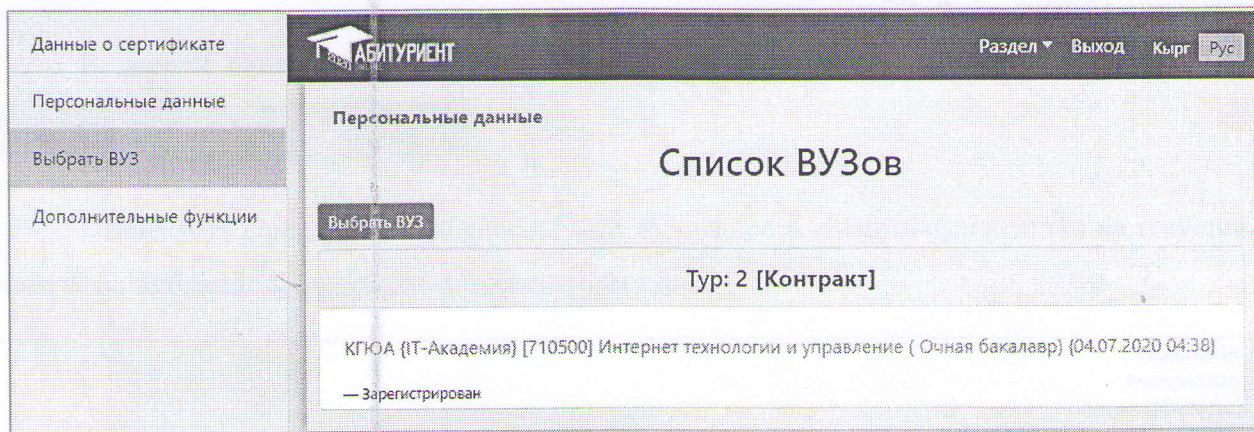 Данные о сертификате
Персональные данные
Выбрать ВУЗ
Дополнительные функции
АБИТУРИЕНТ
Раздел Выход Кырг Рус
Персональные данные
Список ВУЗов
Выбрать ВУЗ
Тур: 2 [Контракт]
КГЮА {IT-Академия) [710500] Интернет технологии и управление ( Очная бакалавр) {04.07.2020 04:38]
— Зарегистрирован